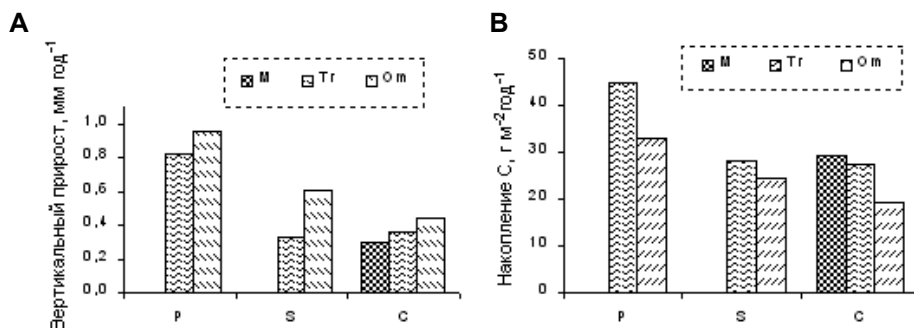 A
Вертикальный прирост, мм год-1
M Tr Om
1,0
0,8
0,6
0,4
0,2
0,0
P S C
B
Накопление С, г м-2год-1
M Tr Om
50
40
30
20
10
0
P S C